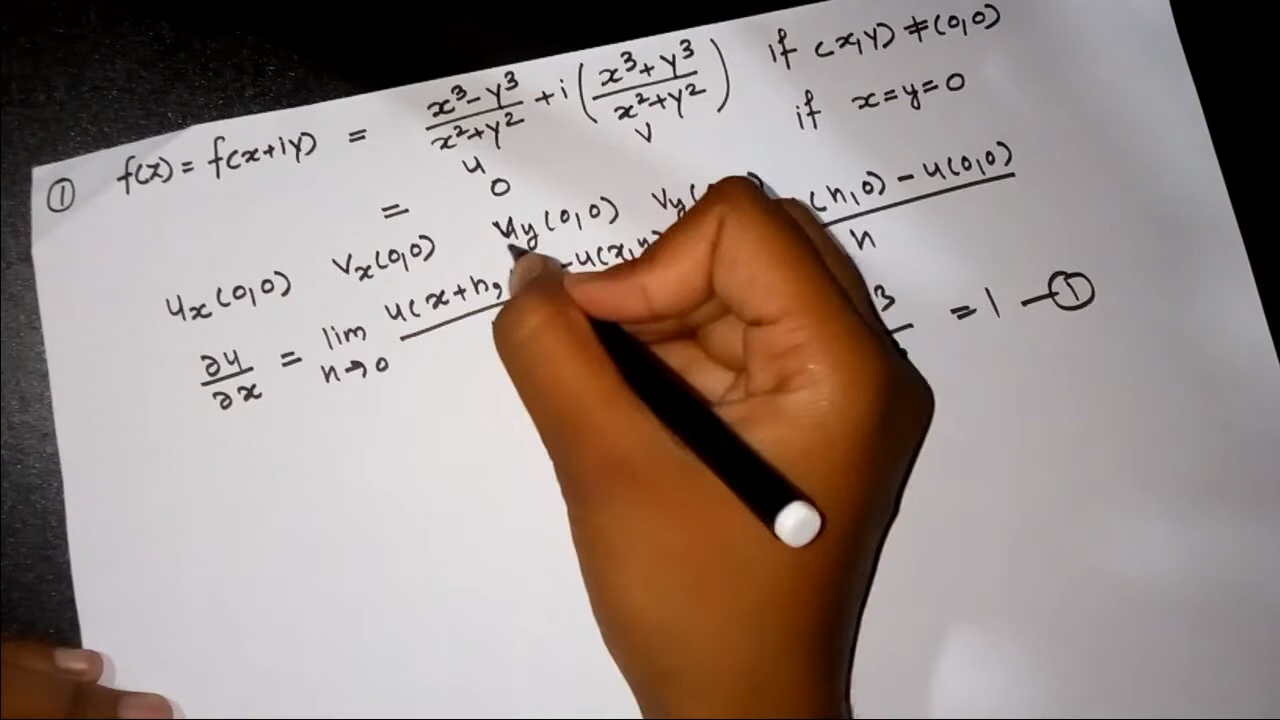 ① f(z) = f(x+iy) = x³-y³/x²+y² + i(x³+y³/x²+y²) if (x,y) ≠ (0,0)
u v
= 0 if x=y=0
ux(0,0) vx(0,0) uy(0,0) vy(
∂u/∂x = lim h→0 u(x+h, -u(x,y (h,0) - u(0,0)/h
3 = 1 — ①